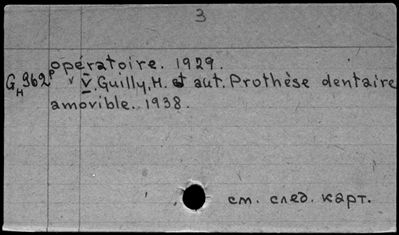 3
opératoire. 1929.
G H 962 p v V. Guilly, H. et aut. Prothèse dentaire
amovible. 1938.
см. след. карт.